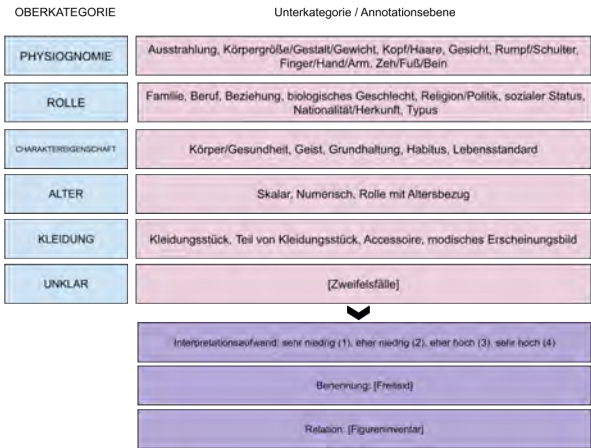 OBERKATEGORIE
Unterkategorie / Annotationsebene
PHYSIOGNOMIE
Ausstrahlung, Körpergröße/Gestalt/Gewicht, Kopf/Haare, Gesicht, Rumpf/Schulter,
Finger/Hand/Arm, Zeh/Fuß/Bein
ROLLE
Familie, Beruf, Beziehung, biologisches Geschlecht, Religion/Politik, sozialer Status,
Nationalität/Herkunft, Typus
CHARAKTEREIGENSCHAFT
Körper/Gesundheit, Geist, Grundhaltung, Habitus, Lebensstandard
ALTER
Skalar, Numerisch, Rolle mit Altersbezug
KLEIDUNG
Kleidungsstück, Teil von Kleidungsstück, Accessoire, modisches Erscheinungsbild
UNKLAR
[Zweifelsfälle]
Interpretationsaufwand: sehr niedrig (1), eher niedrig (2), eher hoch (3), sehr hoch (4)
Benennung: [Freitext]
Relation: [Figureninventar]